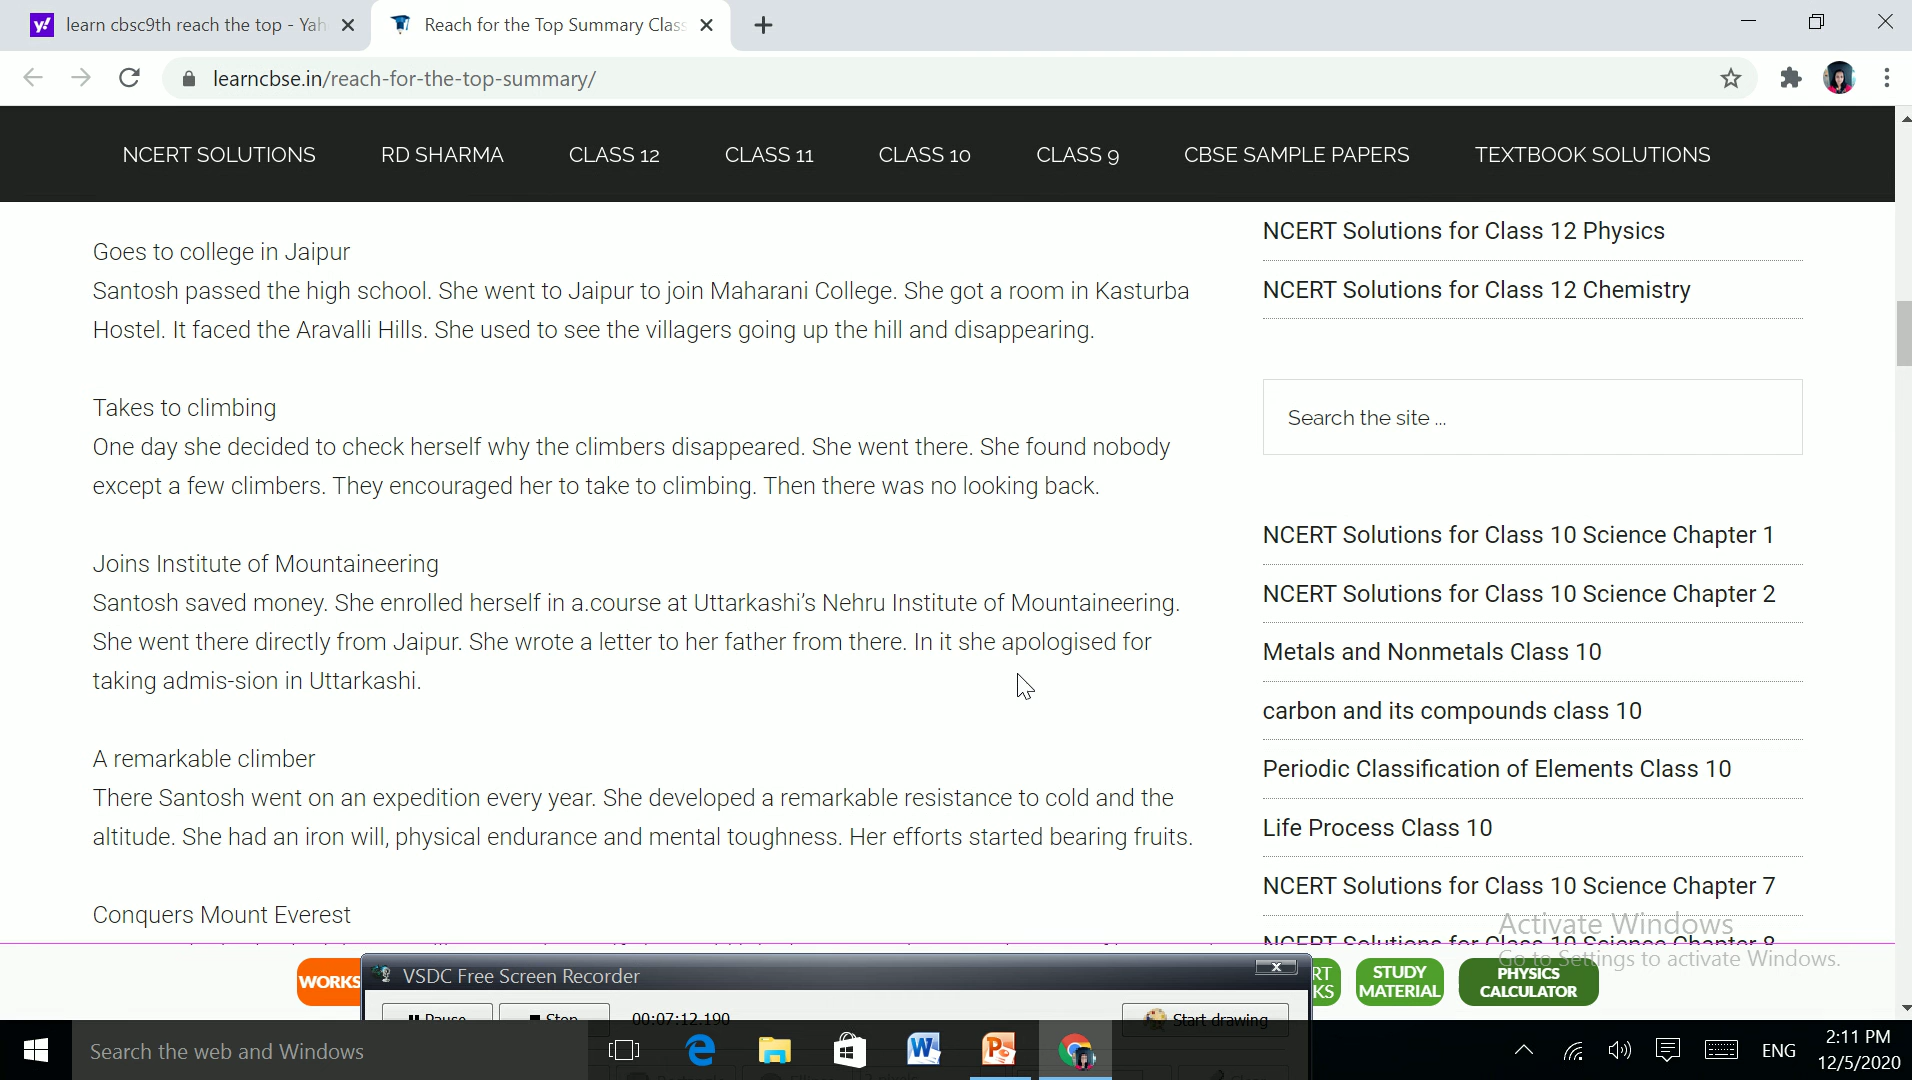 learn cbsc9th reach the top - Yah
Reach for the Top Summary Clas
learncbse.in/reach-for-the-top-summary/
NCERT SOLUTIONS RD SHARMA CLASS 12 CLASS 11 CLASS 10 CLASS 9 CBSE SAMPLE PAPERS TEXTBOOK SOLUTIONS
Goes to college in Jaipur
Santosh passed the high school. She went to Jaipur to join Maharani College. She got a room in Kasturba
Hostel. It faced the Aravalli Hills. She used to see the villagers going up the hill and disappearing.
Takes to climbing
One day she decided to check herself why the climbers disappeared. She went there. She found nobody
except a few climbers. They encouraged her to take to climbing. Then there was no looking back.
Joins Institute of Mountaineering
Santosh saved money. She enrolled herself in a.course at Uttarkashi’s Nehru Institute of Mountaineering.
She went there directly from Jaipur. She wrote a letter to her father from there. In it she apologised for
taking admis-sion in Uttarkashi.
A remarkable climber
There Santosh went on an expedition every year. She developed a remarkable resistance to cold and the
altitude. She had an iron will, physical endurance and mental toughness. Her efforts started bearing fruits.
Conquers Mount Everest
NCERT Solutions for Class 12 Physics
NCERT Solutions for Class 12 Chemistry
Search the site ...
NCERT Solutions for Class 10 Science Chapter 1
NCERT Solutions for Class 10 Science Chapter 2
Metals and Nonmetals Class 10
carbon and its compounds class 10
Periodic Classification of Elements Class 10
Life Process Class 10
NCERT Solutions for Class 10 Science Chapter 7
NCERT Solutions for Class 10 Science Chapter 8
Activate Windows
Go to Settings to activate Windows.
WORKS
RT
KS
STUDY
MATERIAL
PHYSICS
CALCULATOR
VSDC Free Screen Recorder
Pause Stop 00:07:12.190 Start drawing
Search the web and Windows
ENG
2:11 PM
12/5/2020